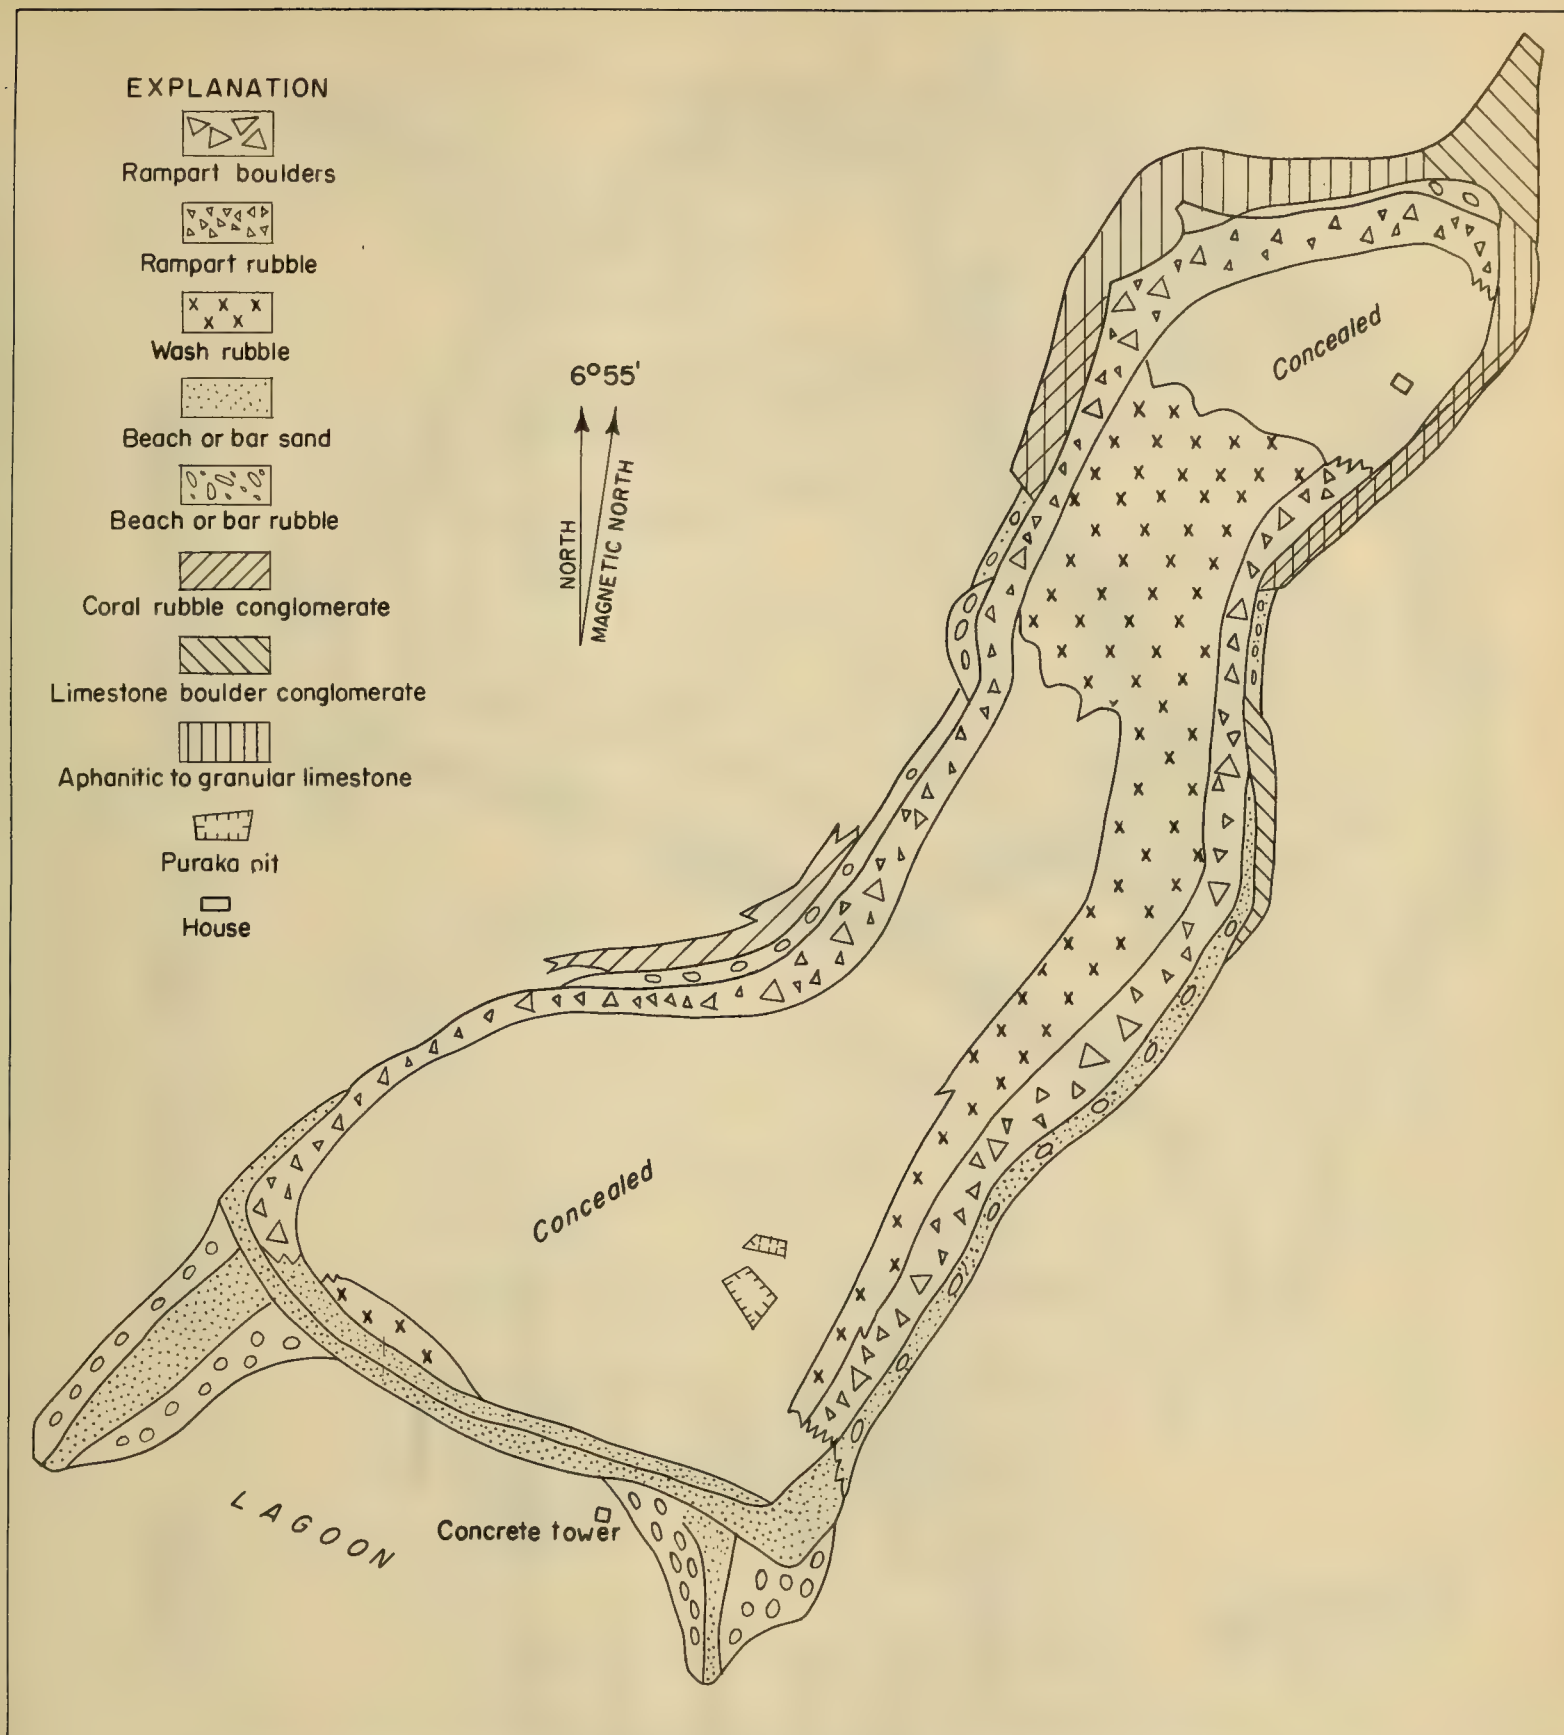 EXPLANATION
Rampart boulders
Rampart rubble
Wash rubble
Beach or bar sand
Beach or bar rubble
Coral rubble conglomerate
Limestone boulder conglomerate
Aphanitic to granular limestone
Puraka pit
House
6°55'
NORTH
MAGNETIC NORTH
Concealed
Concealed
LAGOON
Concrete tower